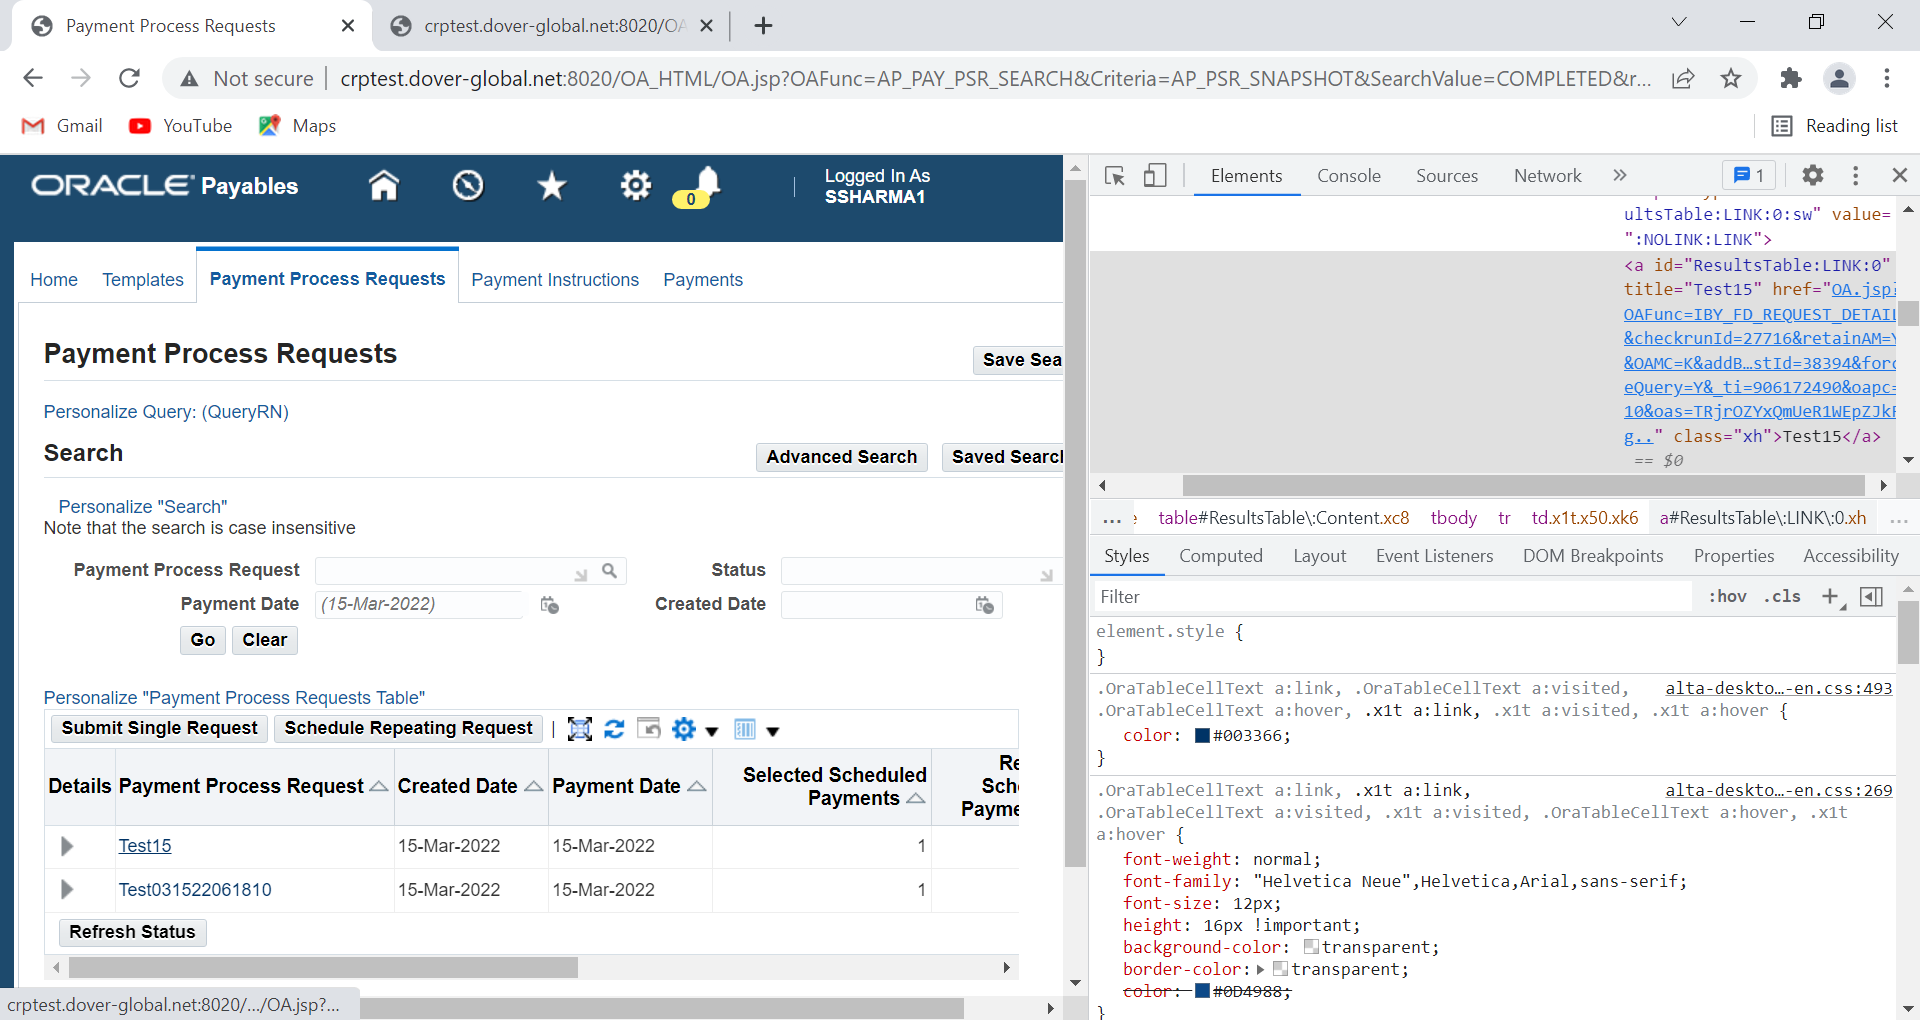 Payment Process Requests
crptest.dover-global.net:8020/OA
Not secure
crptest.dover-global.net:8020/OA_HTML/OA.jsp?OAFunc=AP_PAY_PSR_SEARCH&Criteria=AP_PSR_SNAPSHOT&SearchValue=COMPLETED&r...
Gmail
YouTube
Maps
Reading list
ORACLE Payables
0
Logged In As
SSHARMA1
Home
Templates
Payment Process Requests
Payment Instructions
Payments
Payment Process Requests
Save Sea
Personalize Query: (QueryRN)
Search
Advanced Search
Saved Search
Personalize "Search"
Note that the search is case insensitive
Payment Process Request
Status
Payment Date
(15-Mar-2022)
Created Date
Go
Clear
Personalize "Payment Process Requests Table"
Submit Single Request
Schedule Repeating Request
Details
Payment Process Request
Created Date
Payment Date
Selected Scheduled
Payments
Re
Sche
Payme
Test15
15-Mar-2022
15-Mar-2022
1
Test031522061810
15-Mar-2022
15-Mar-2022
1
Refresh Status
crptest.dover-global.net:8020/.../OA.jsp?...
Elements
Console
Sources
Network
1
ultsTable:LINK:0:sw" value=
":NOLINK:LINK">
<a id="ResultsTable:LINK:0"
title="Test15" href="OA.jsp?
OAFunc=IBY_FD_REQUEST_DETAIL
&checkrunId=27716&retainAM=Y
&OAMC=K&addB…stId=38394&forc
eQuery=Y&_ti=906172490&oapc=
10&oas=TRjrOZYxQmUeR1WEpZJkF
g.." class="xh">Test15</a>
== $0
... e
table#ResultsTable\:Content.xc8
tbody
tr
td.x1t.x50.xk6
a#ResultsTable\:LINK\:0.xh
...
Styles
Computed
Layout
Event Listeners
DOM Breakpoints
Properties
Accessibility
Filter
:hov
.cls
element.style {
}
.OraTableCellText a:link, .OraTableCellText a:visited,
alta-deskto…-en.css:493
.OraTableCellText a:hover, .x1t a:link, .x1t a:visited, .x1t a:hover {
color: #003366;
}
.OraTableCellText a:link, .x1t a:link,
alta-deskto…-en.css:269
.OraTableCellText a:visited, .x1t a:visited, .OraTableCellText a:hover, .x1t
a:hover {
font-weight: normal;
font-family: "Helvetica Neue",Helvetica,Arial,sans-serif;
font-size: 12px;
height: 16px !important;
background-color: transparent;
border-color: transparent;
color: #0D4988;
}